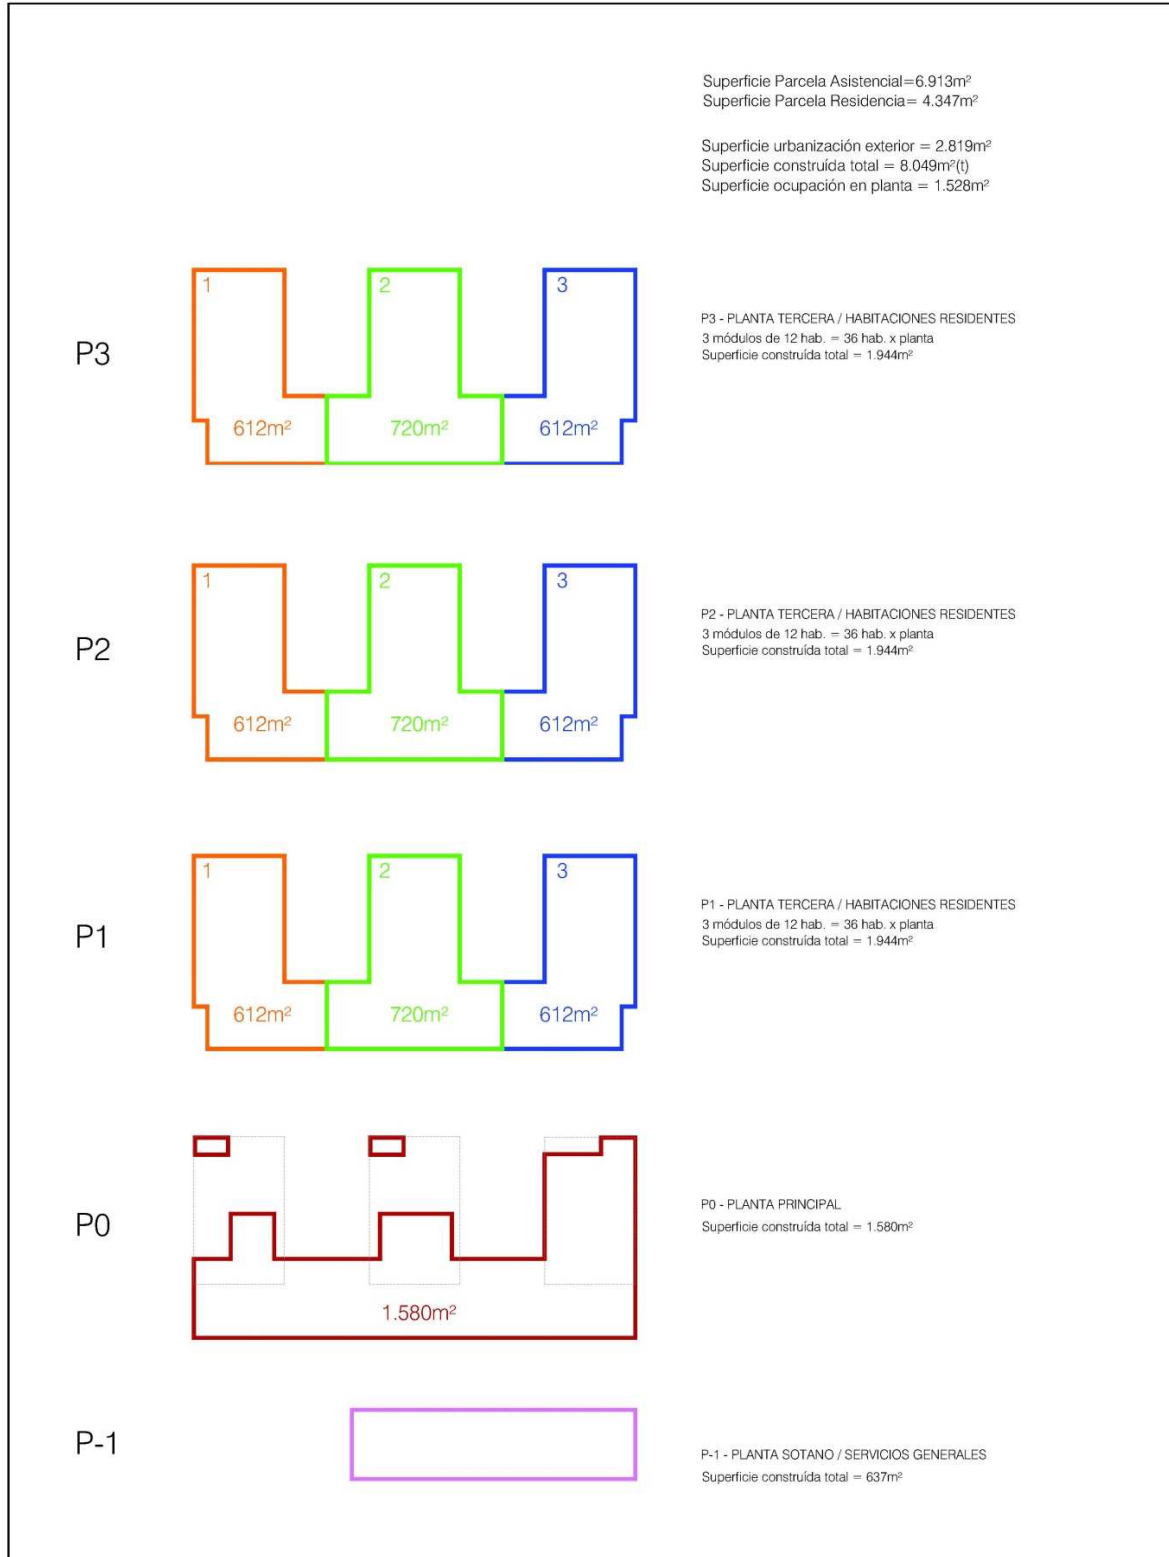 Superficie Parcela Asistencial=6.913m²
Superficie Parcela Residencia= 4.347m²
Superficie urbanización exterior = 2.819m²
Superficie construída total = 8.049m²(t)
Superficie ocupación en planta = 1.528m²
P3
1
2
3
612m²
720m²
612m²
P3 - PLANTA TERCERA / HABITACIONES RESIDENTES
3 módulos de 12 hab. = 36 hab. x planta
Superficie construída total = 1.944m²
P2
1
2
3
612m²
720m²
612m²
P2 - PLANTA TERCERA / HABITACIONES RESIDENTES
3 módulos de 12 hab. = 36 hab. x planta
Superficie construída total = 1.944m²
P1
1
2
3
612m²
720m²
612m²
P1 - PLANTA TERCERA / HABITACIONES RESIDENTES
3 módulos de 12 hab. = 36 hab. x planta
Superficie construída total = 1.944m²
P0
1.580m²
P0 - PLANTA PRINCIPAL
Superficie construída total = 1.580m²
P-1
P-1 - PLANTA SOTANO / SERVICIOS GENERALES
Superficie construída total = 637m²